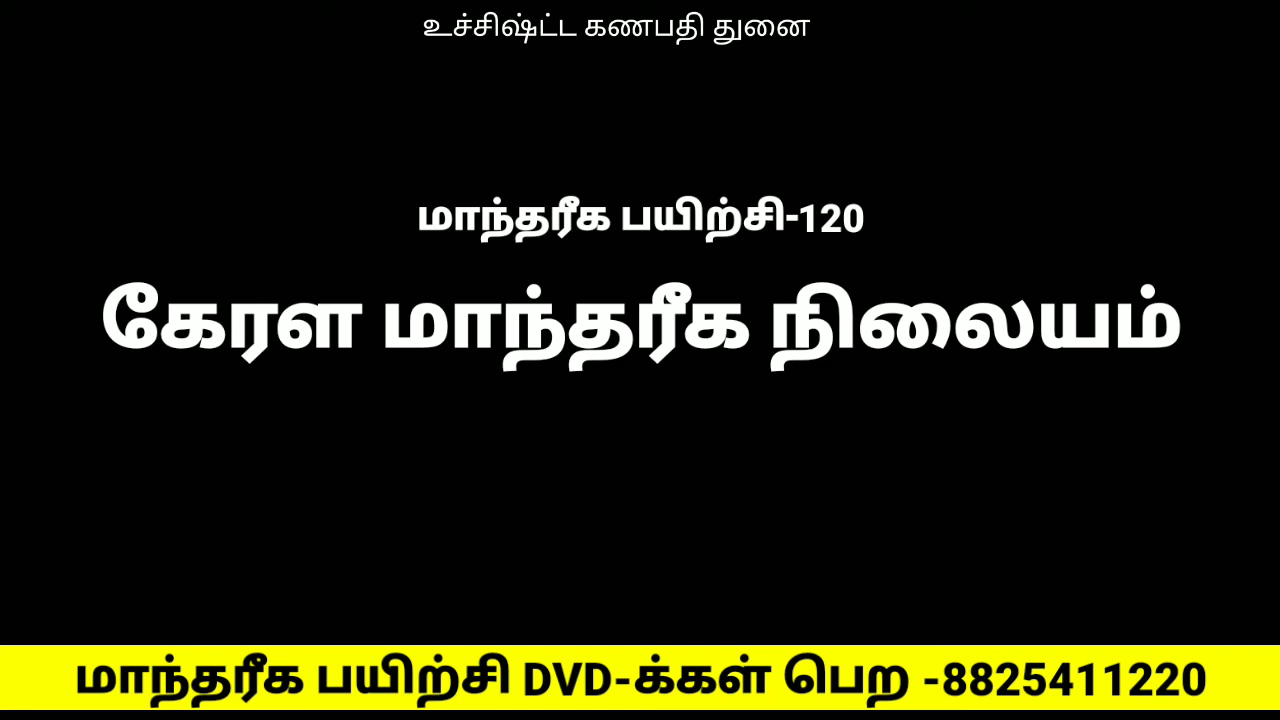 உச்சிஷ்ட்ட கணபதி துனை
மாந்தரீக பயிற்சி-120
கேரள மாந்தரீக நிலையம்
மாந்தரீக பயிற்சி DVD-க்கள் பெற -8825411220